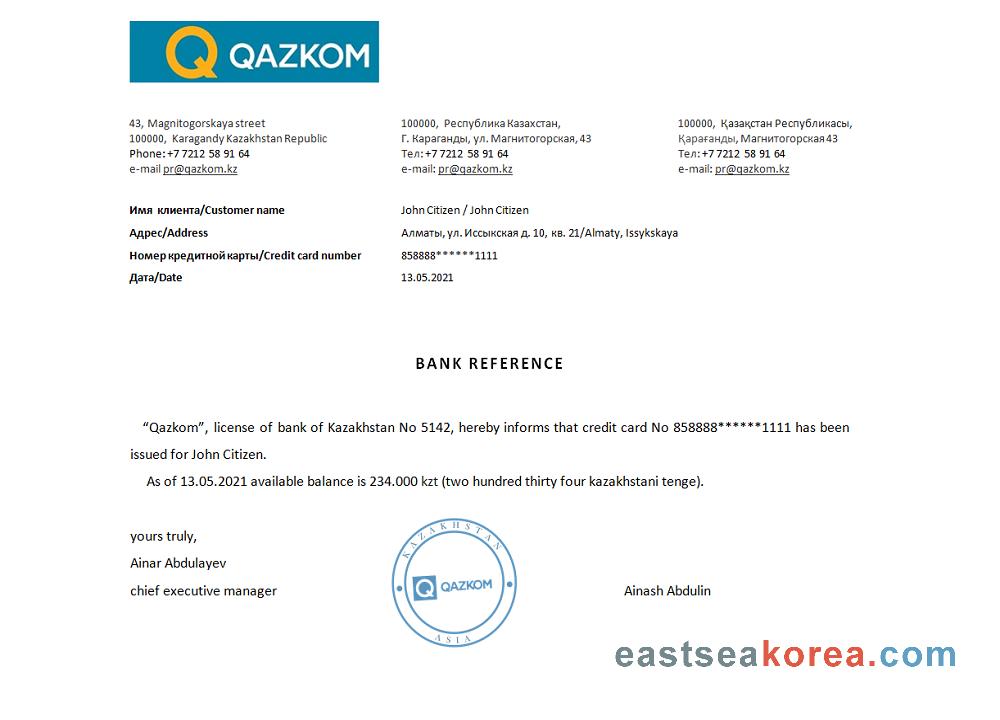 QAZKOM
43, Magnitogorskaya street
100000, Karagandy Kazakhstan Republic
Phone: +7 7212 58 91 64
e-mail pr@qazkom.kz
100000, Республика Казахстан,
Г. Караганды, ул. Магнитогорская, 43
Тел: +7 7212 58 91 64
e-mail: pr@qazkom.kz
100000, Қазақстан Республикасы,
Қарағанды, Магнитогорская 43
Тел: +7 7212 58 91 64
e-mail: pr@qazkom.kz
Имя клиента/Customer name John Citizen / John Citizen
Адрес/Address Алматы, ул. Иссыкская д. 10, кв. 21/Almaty, Issykskaya
Номер кредитной карты/Credit card number 858888******1111
Дата/Date 13.05.2021
BANK REFERENCE
“Qazkom”, license of bank of Kazakhstan No 5142, hereby informs that credit card No 858888******1111 has been
issued for John Citizen.
As of 13.05.2021 available balance is 234.000 kzt (two hundred thirty four kazakhstani tenge).
yours truly,
Ainar Abdulayev
chief executive manager
KAZAKHSTAN
QAZKOM
ASIA
Ainash Abdulin
eastseakorea.com